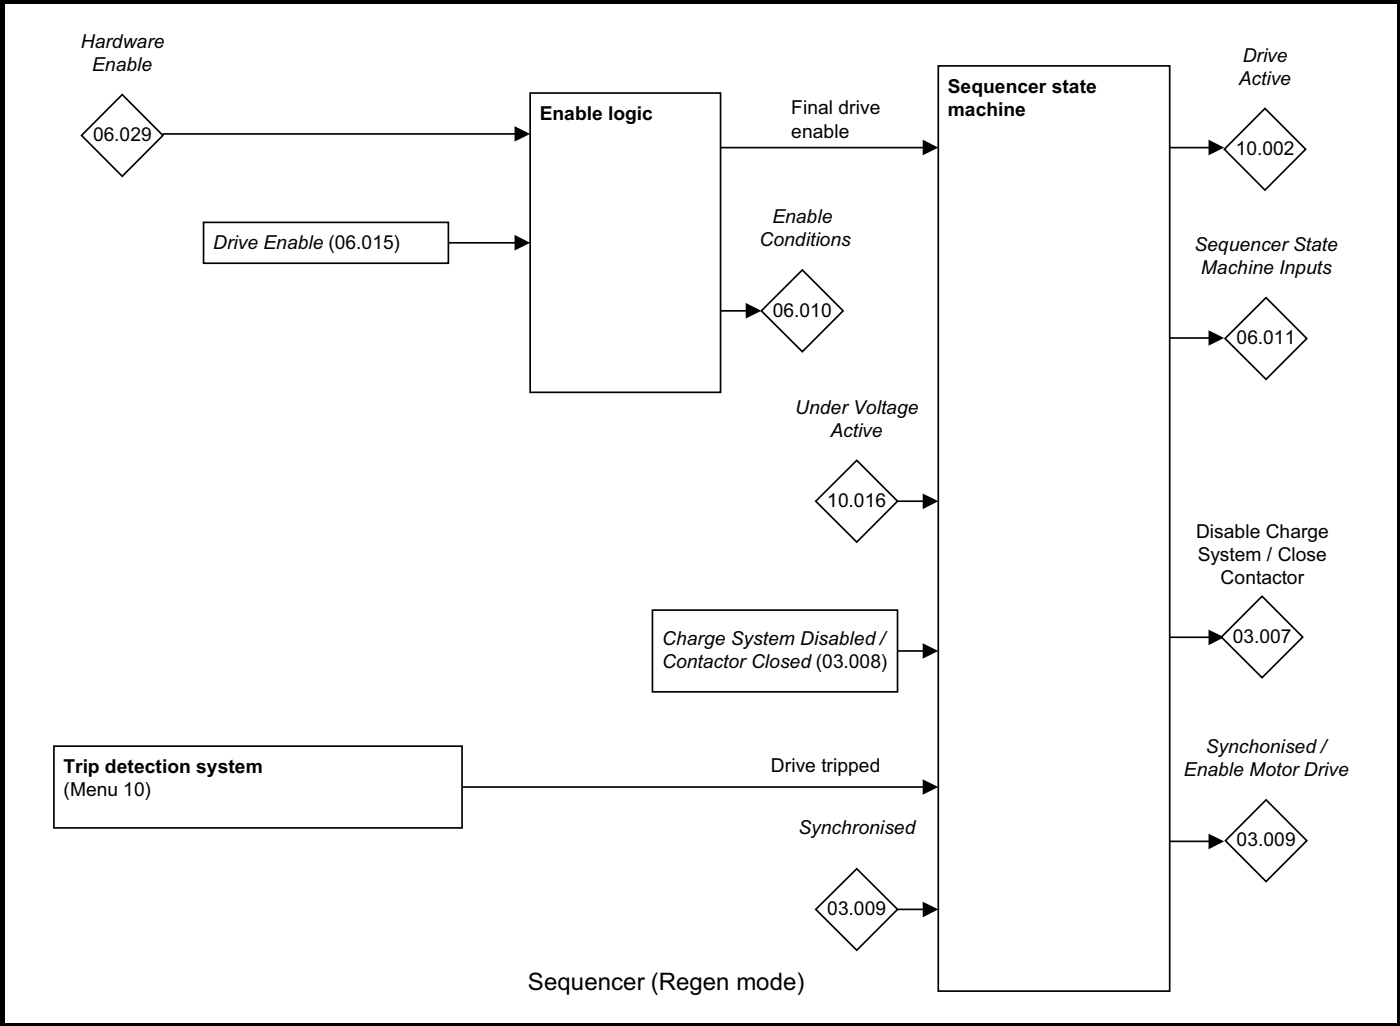 Hardware
Enable
06.029
Drive Enable (06.015)
Enable logic
Final drive
enable
Enable
Conditions
06.010
Under Voltage
Active
10.016
Charge System Disabled /
Contactor Closed (03.008)
Trip detection system
(Menu 10)
Drive tripped
Synchronised
03.009
Sequencer state
machine
Drive
Active
10.002
Sequencer State
Machine Inputs
06.011
Disable Charge
System / Close
Contactor
03.007
Synchonised /
Enable Motor Drive
03.009
Sequencer (Regen mode)